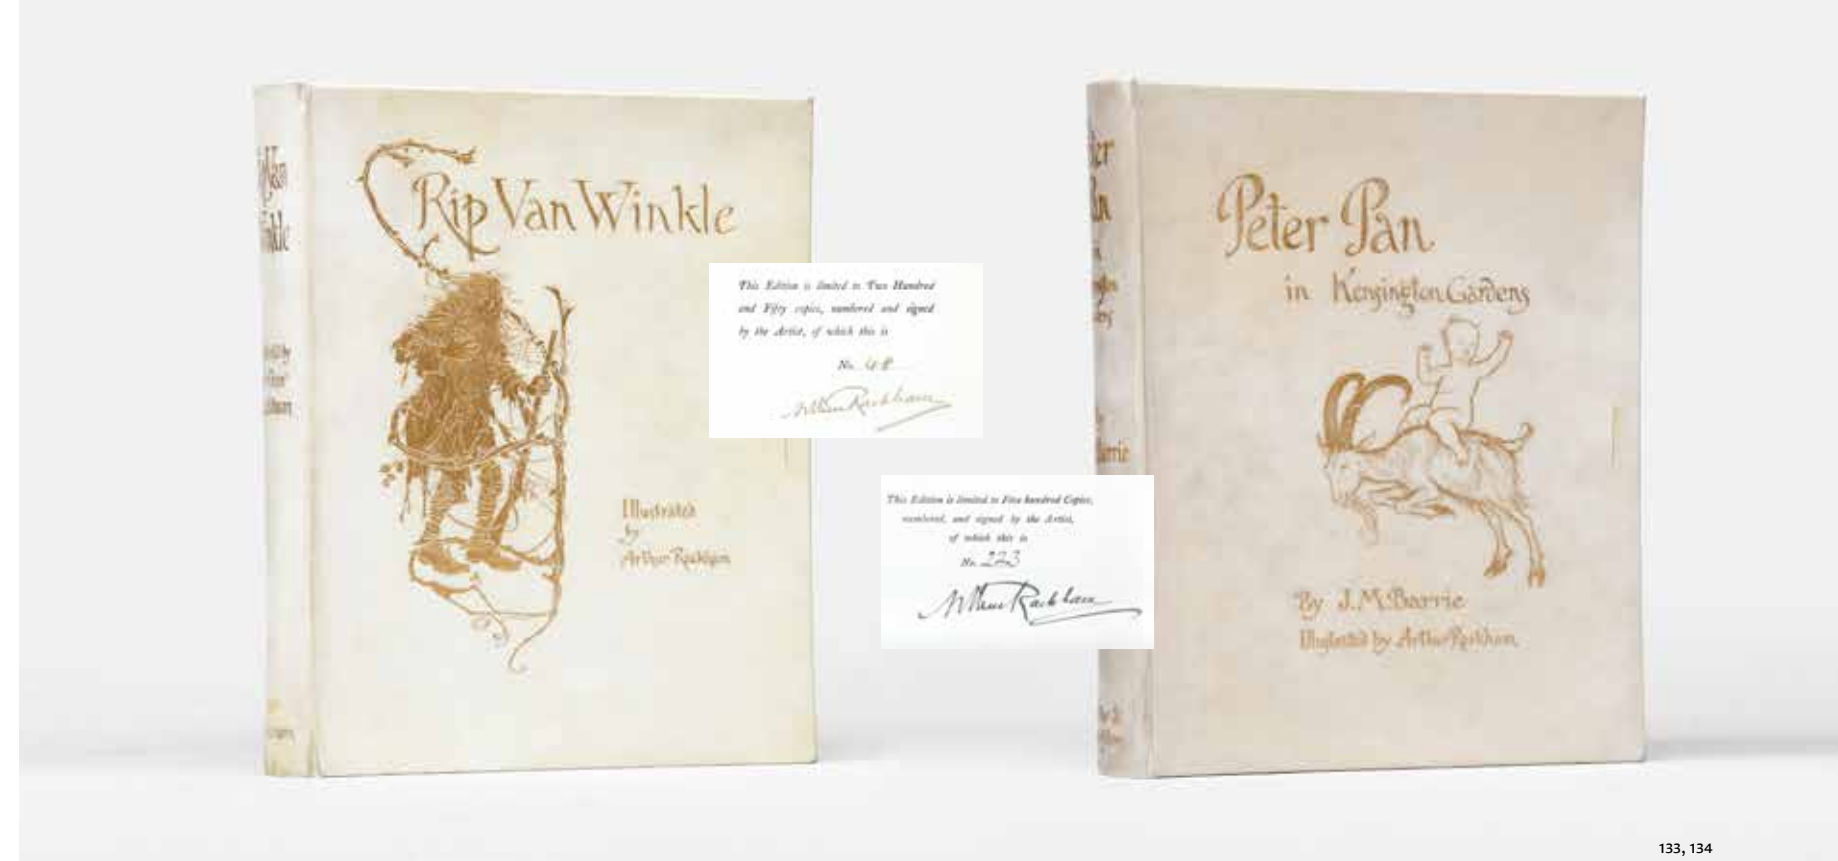 Rip Van Winkle
Illustrated
by
Arthur Rackham
This Edition is limited to Two Hundred
and Fifty copies, numbered and signed
by the Artist, of which this is
No. 48
Arthur Rackham
This Edition is limited to Five hundred Copies,
numbered, and signed by the Artist,
of which this is
No. 223
Arthur Rackham
Peter Pan
in Kensington Gardens
By J.M. Barrie
Illustrated by Arthur Rackham
133, 134